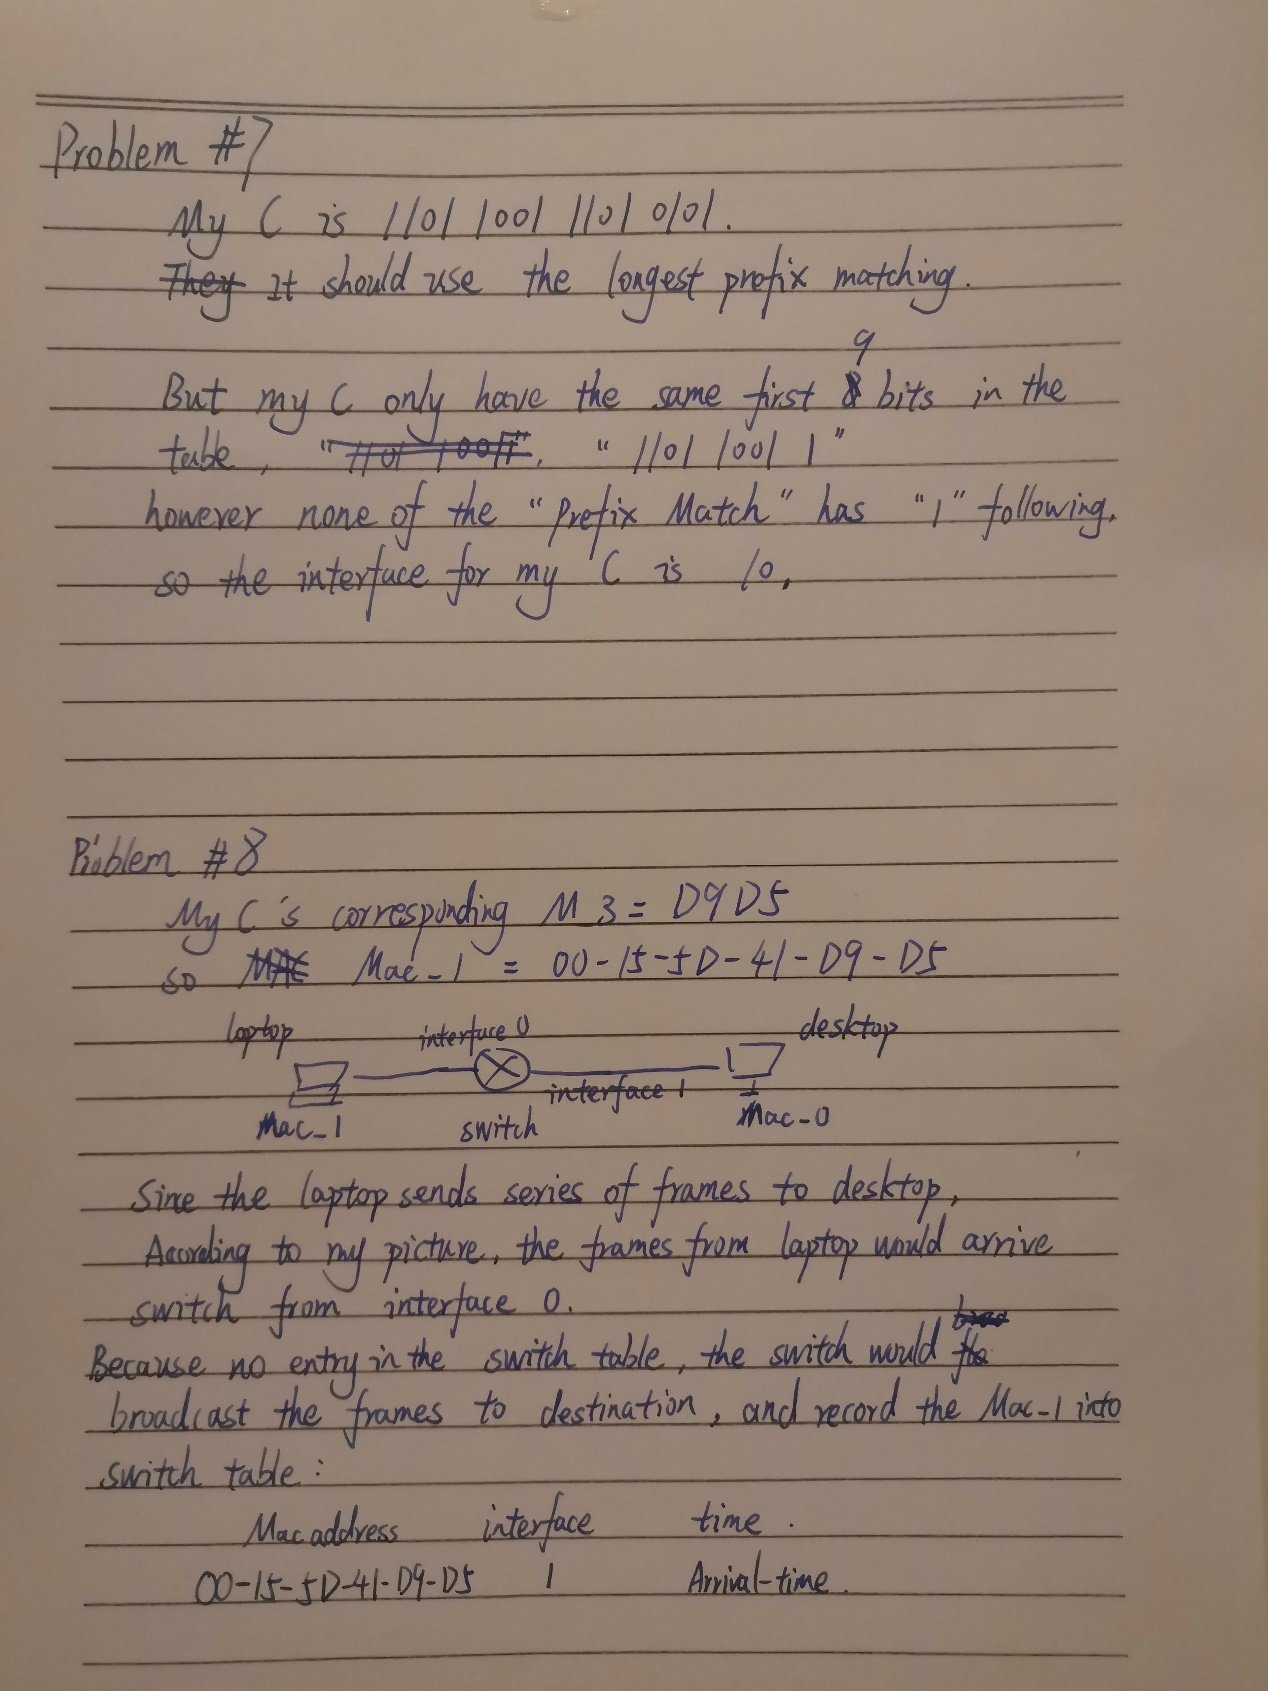 Problem #7
My C is 1101 1001 1101 0101.
They It should use the longest prefix matching.
9
But my C only have the same first 8 bits in the
table, "1101 10011". "1101 1001 1"
however none of the "Prefix Match" has "1" following.
so the interface for my C is 10.
Problem #8
My C's corresponding M_3 = D9D5
so MAC Mac_1 = 00-15-5D-41-D9-D5
laptop interface 0 desktop
interface 1
Mac_1 switch Mac-0
Since the laptop sends series of frames to desktop,
According to my picture, the frames from laptop would arrive
switch from interface 0.
broad
Because no entry in the switch table, the switch would
broadcast the frames to destination, and record the Mac-1 into
switch table:
Mac address interface time.
00-15-5D-41-D9-D5 1 Arrival-time.